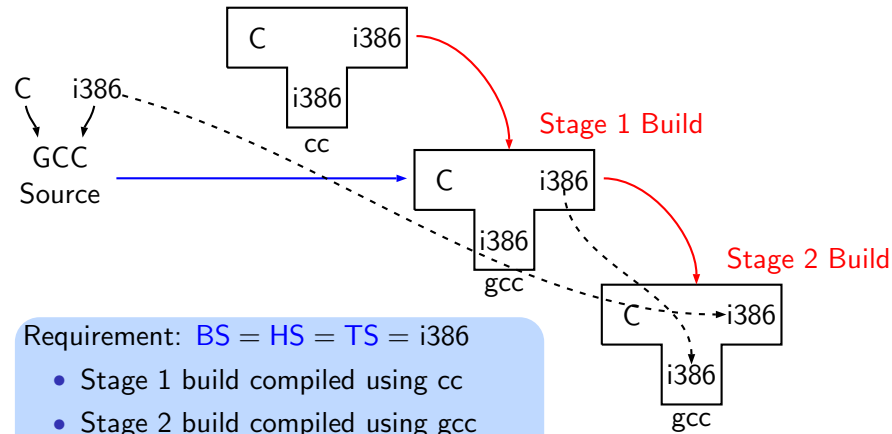 C i386
i386
cc
C i386
GCC
Source
Stage 1 Build
C i386
i386
gcc
Stage 2 Build
C i386
i386
gcc
Requirement: BS = HS = TS = i386
• Stage 1 build compiled using cc
• Stage 2 build compiled using gcc